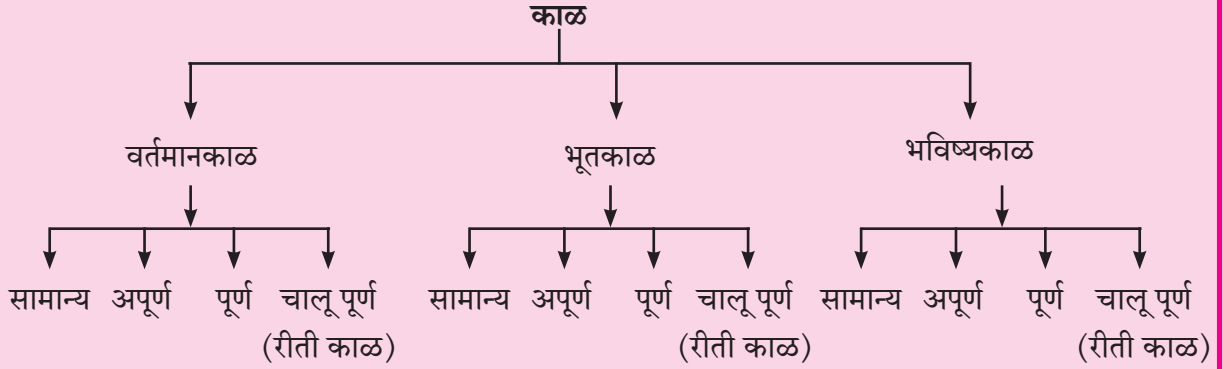 काळ
वर्तमानकाळ भूतकाळ भविष्यकाळ
सामान्य अपूर्ण पूर्ण चालू पूर्ण सामान्य अपूर्ण पूर्ण चालू पूर्ण सामान्य अपूर्ण पूर्ण चालू पूर्ण
(रीती काळ) (रीती काळ) (रीती काळ)